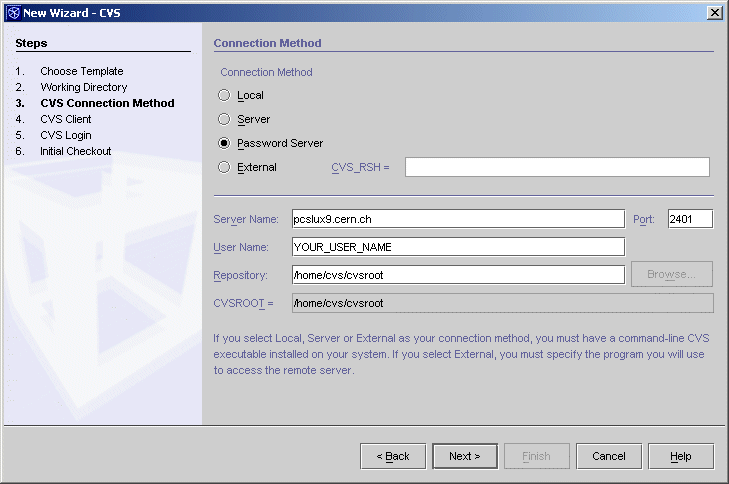 New Wizard - CVS
Steps
1. Choose Template
2. Working Directory
3. CVS Connection Method
4. CVS Client
5. CVS Login
6. Initial Checkout
Connection Method
Connection Method
Local
Server
Password Server
External CVS_RSH =
Server Name: pcslux9.cern.ch Port: 2401
User Name: YOUR_USER_NAME
Repository: /home/cvs/cvsroot Browse...
CVSROOT = /home/cvs/cvsroot
If you select Local, Server or External as your connection method, you must have a command-line CVS
executable installed on your system. If you select External, you must specify the program you will use
to access the remote server.
< Back Next > Finish Cancel Help